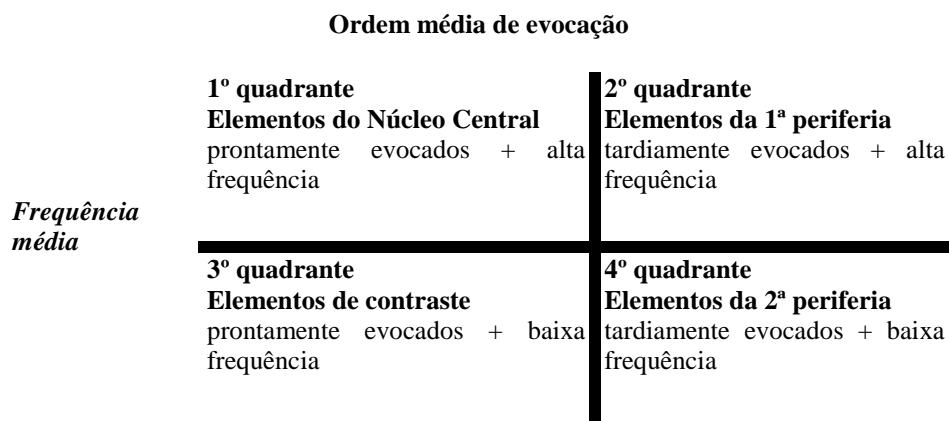 Ordem média de evocação
1º quadrante
Elementos do Núcleo Central
prontamente evocados + alta
frequência
2º quadrante
Elementos da 1ª periferia
tardiamente evocados + alta
frequência
Frequência
média
3º quadrante
Elementos de contraste
prontamente evocados + baixa
frequência
4º quadrante
Elementos da 2ª periferia
tardiamente evocados + baixa
frequência